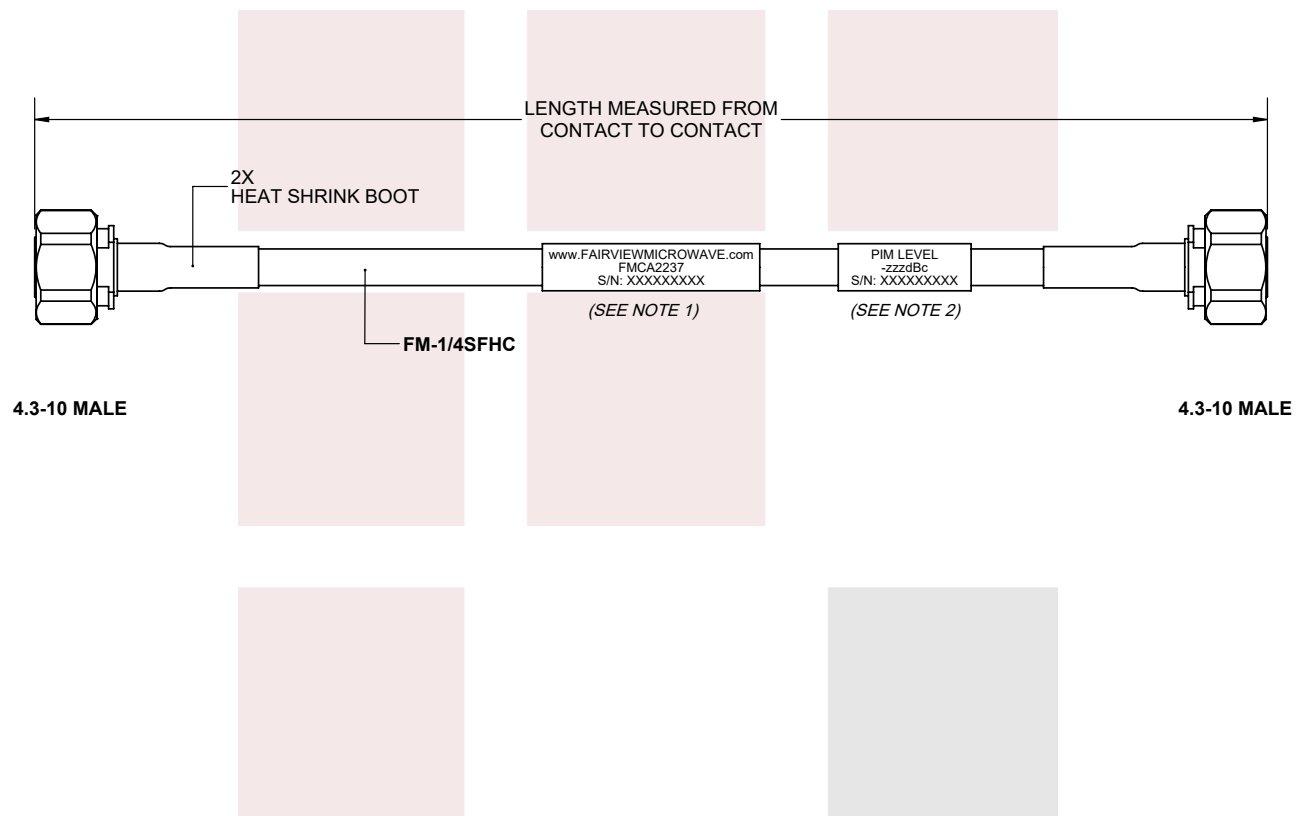 LENGTH MEASURED FROM
CONTACT TO CONTACT
2X
HEAT SHRINK BOOT
www.FAIRVIEWMICROWAVE.com
FMCA2237
S/N: XXXXXXXXX
PIM LEVEL
-zzzdBc
S/N: XXXXXXXXX
(SEE NOTE 1)
(SEE NOTE 2)
FM-1/4SFHC
4.3-10 MALE
4.3-10 MALE